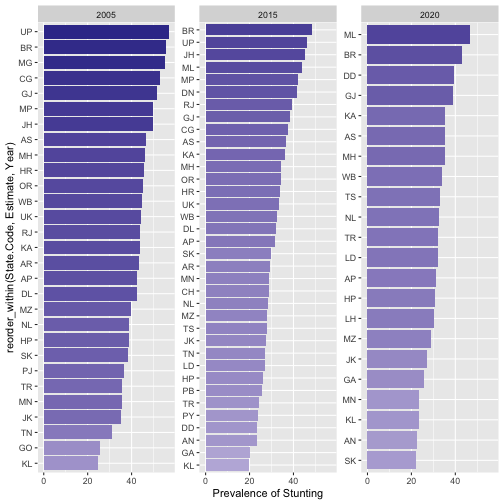 2005
UP
BR
MG
CG
GJ
MP
JH
AS
MH
HR
OR
WB
UK
RJ
KA
AR
AP
DL
MZ
NL
HP
SK
PJ
TR
MN
JK
TN
GO
KL
0
40
2015
BR
UP
JH
ML
MP
DN
RJ
GJ
CG
AS
KA
MH
OR
HR
UK
WB
DL
AP
SK
AR
MN
CH
NL
MZ
TS
JK
TN
LD
HP
PB
TR
PY
DD
AN
GA
KL
0
40
2020
ML
BR
DD
GJ
KA
AS
MH
WB
TS
NL
TR
LD
AP
HP
LH
MZ
JK
GA
MN
KL
AN
SK
0
40
reorder_within(State.Code, Estimate, Year)
Prevalence of Stunting